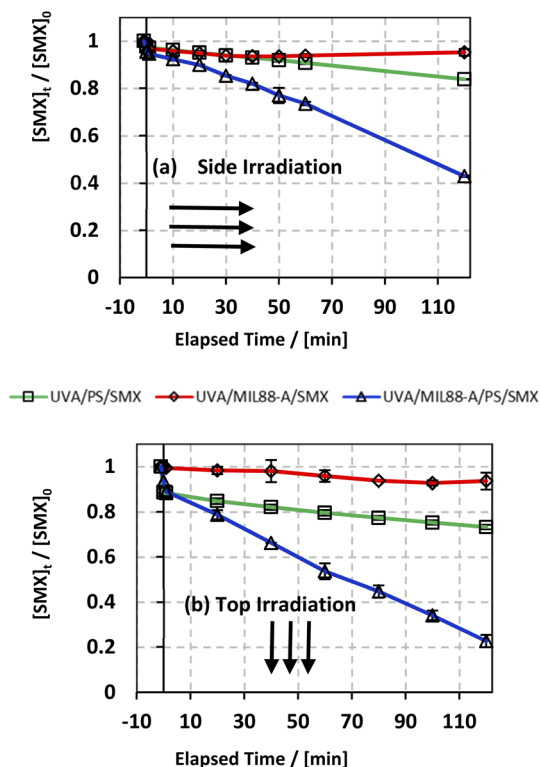 1
0.8
0.6
0.4
0.2
0
[SMX]t / [SMX]0
(a) Side Irradiation
-10 10 30 50 70 90 110
Elapsed Time / [min]
UVA/PS/SMX UVA/MIL88-A/SMX UVA/MIL88-A/PS/SMX
1
0.8
0.6
0.4
0.2
0
[SMX]t / [SMX]0
(b) Top Irradiation
-10 10 30 50 70 90 110
Elapsed Time / [min]